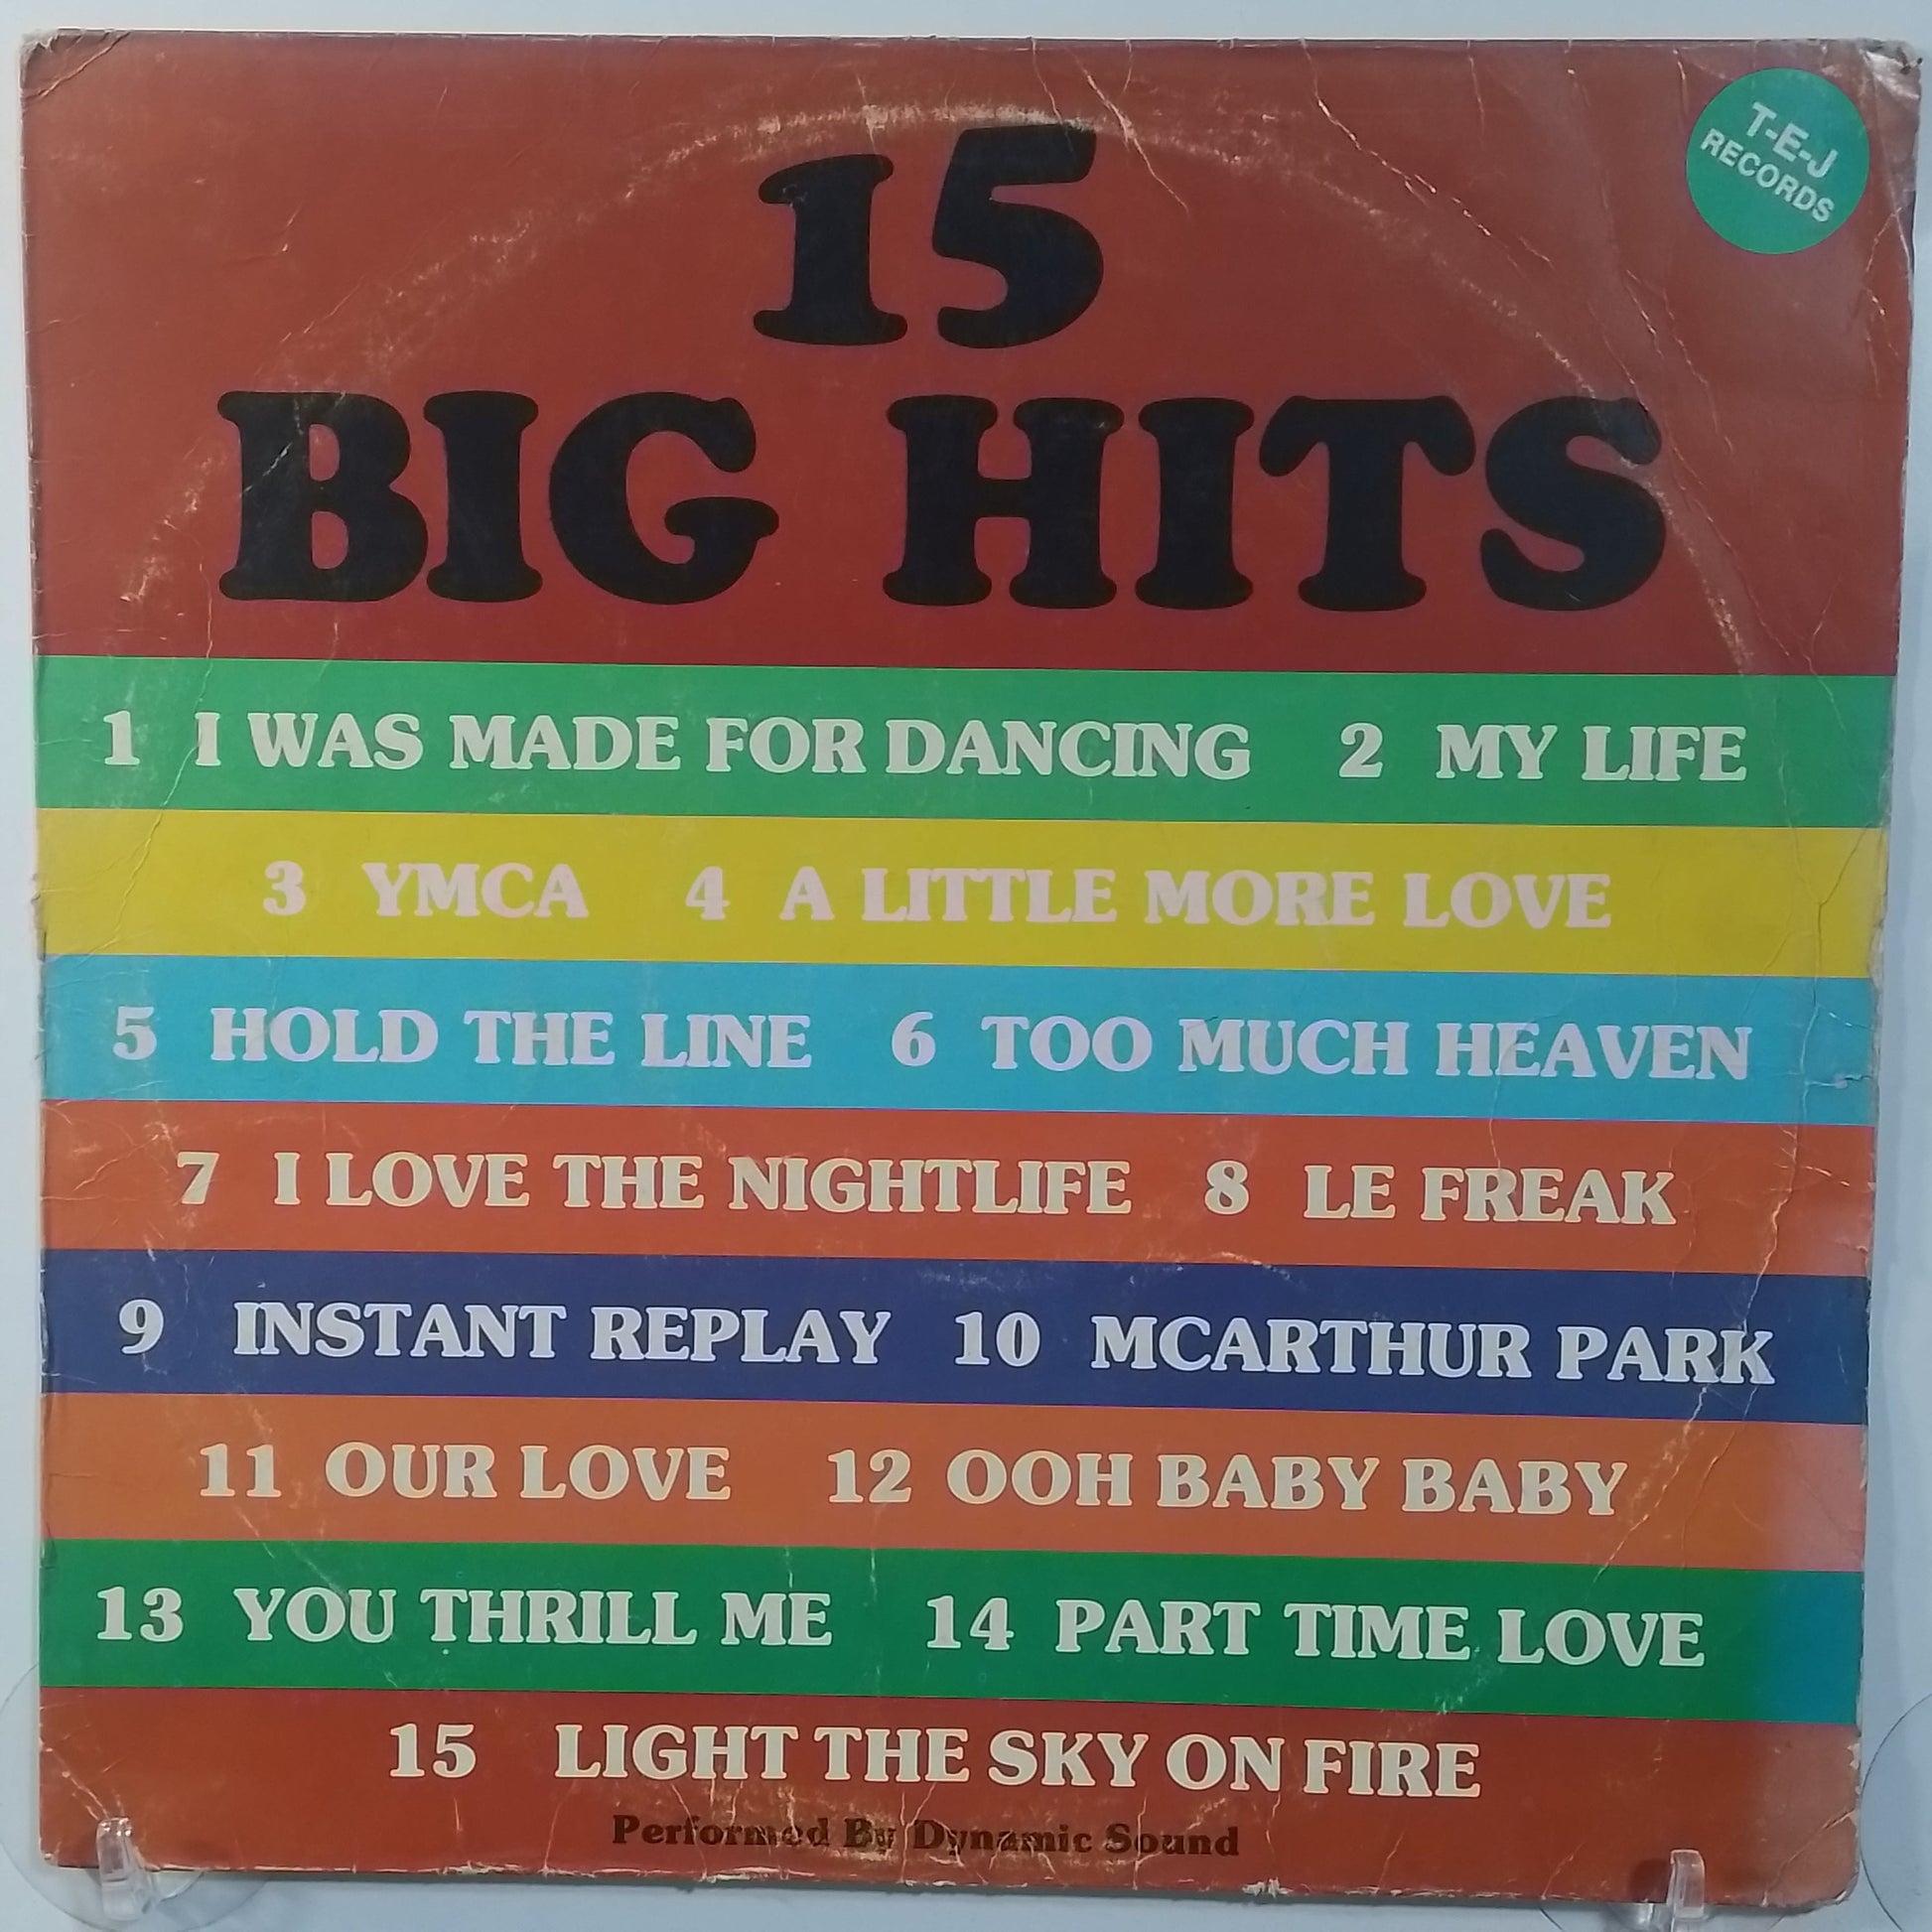 T-E-J
RECORDS
15
BIG HITS
1 I WAS MADE FOR DANCING 2 MY LIFE
3 YMCA 4 A LITTLE MORE LOVE
5 HOLD THE LINE 6 TOO MUCH HEAVEN
7 I LOVE THE NIGHTLIFE 8 LE FREAK
9 INSTANT REPLAY 10 MCARTHUR PARK
11 OUR LOVE 12 OOH BABY BABY
13 YOU THRILL ME 14 PART TIME LOVE
15 LIGHT THE SKY ON FIRE
Performed By Dynamic Sound